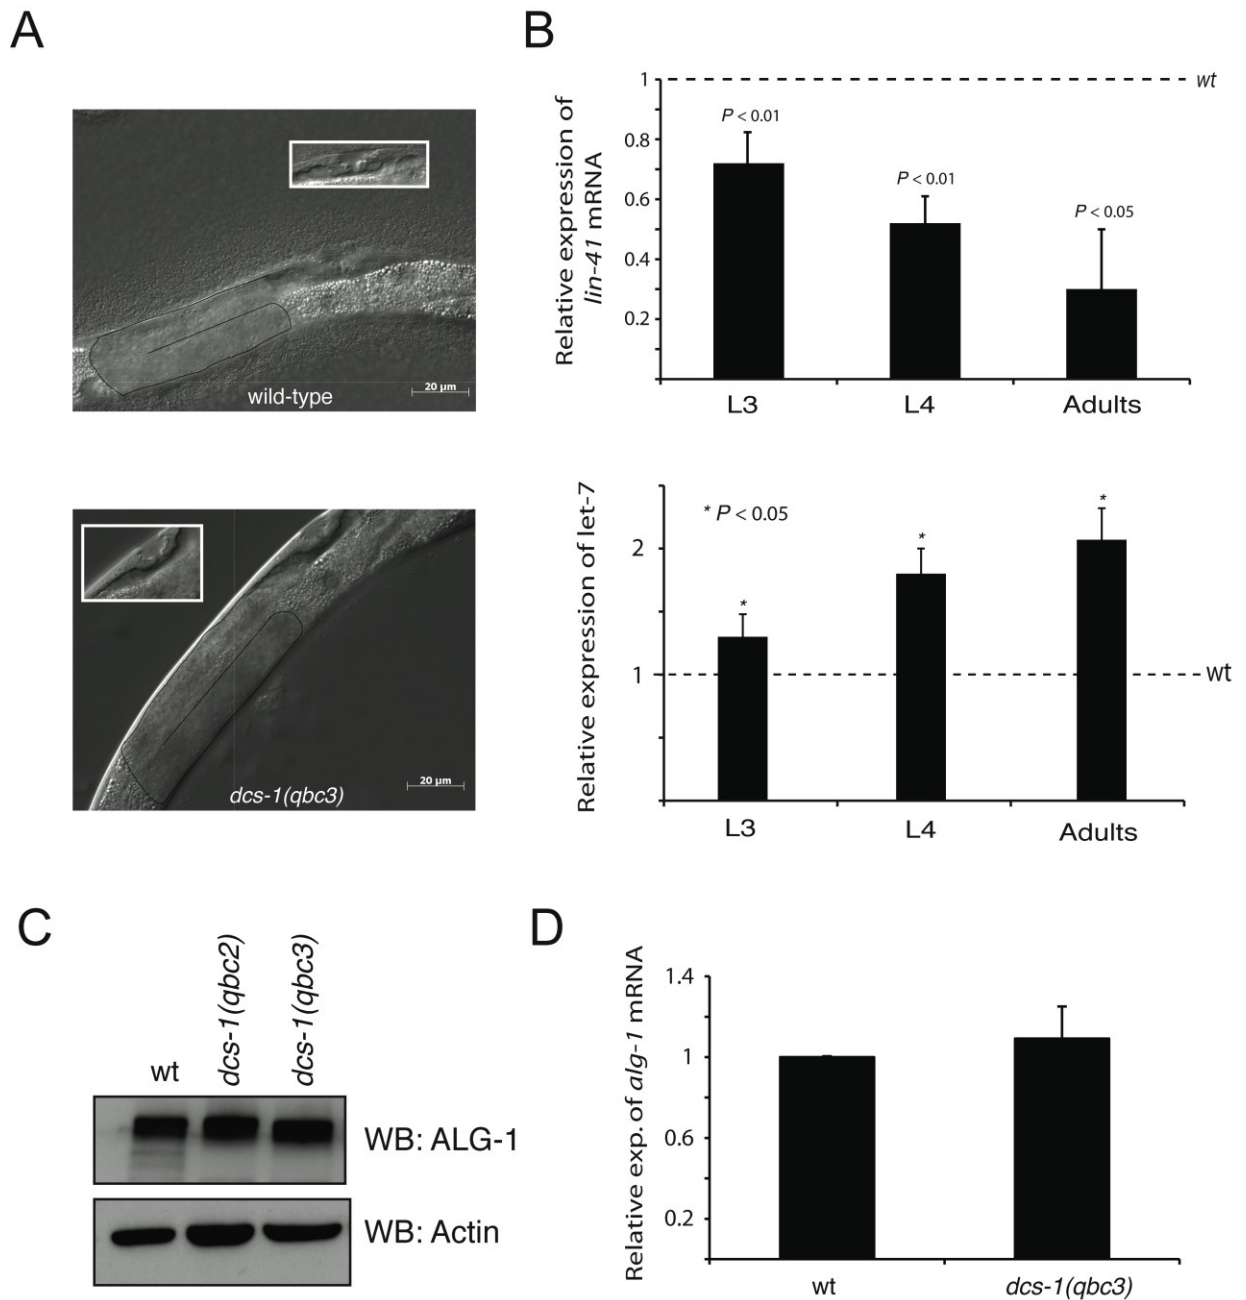 A
wild-type
20 µm
dcs-1(qbc3)
20 µm
B
Relative expression of
lin-41 mRNA
1
0.8
0.6
0.4
0.2
wt
P < 0.01
P < 0.01
P < 0.05
L3
L4
Adults
Relative expression of let-7
2
1
* P < 0.05
*
*
*
wt
L3
L4
Adults
C
wt
dcs-1(qbc2)
dcs-1(qbc3)
WB: ALG-1
WB: Actin
D
Relative exp. of alg-1 mRNA
1.4
1
0.6
0.2
wt
dcs-1(qbc3)